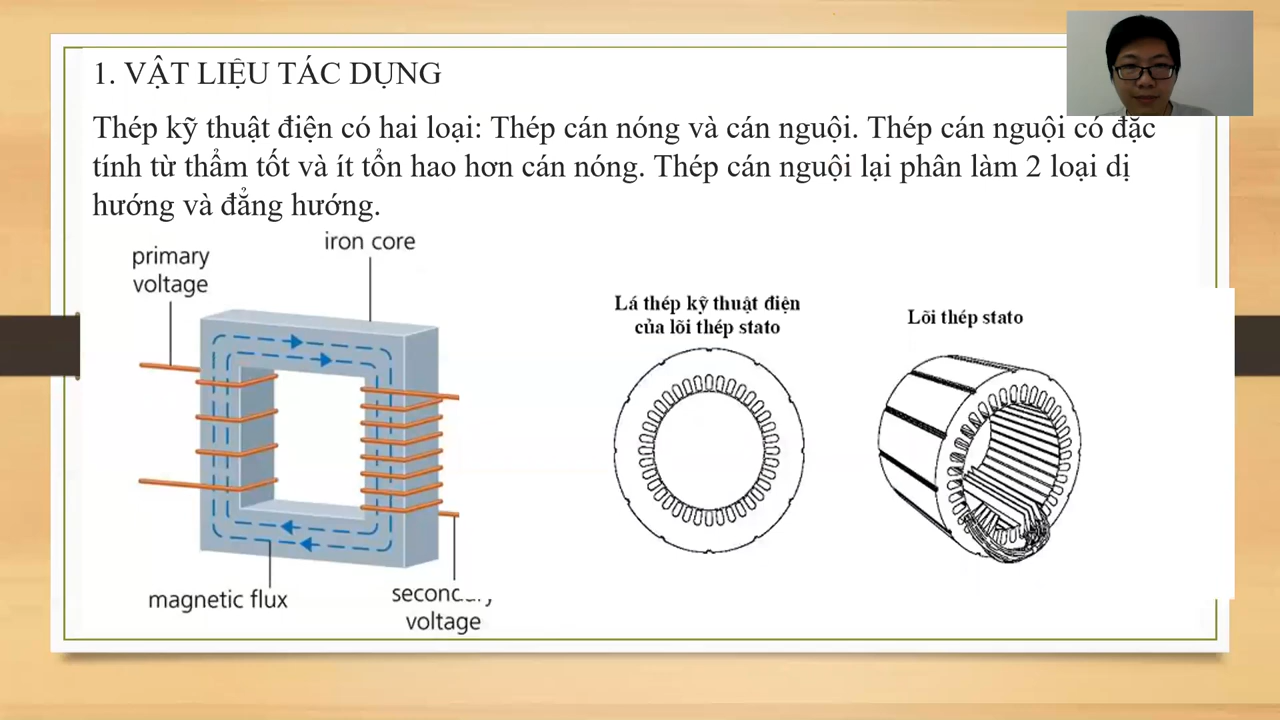 1. VẬT LIỆU TÁC DỤNG
Thép kỹ thuật điện có hai loại: Thép cán nóng và cán nguội. Thép cán nguội có đặc
tính từ thẩm tốt và ít tổn hao hơn cán nóng. Thép cán nguội lại phân làm 2 loại dị
hướng và đẳng hướng.
iron core
primary
voltage
Lá thép kỹ thuật điện
của lõi thép stato
Lõi thép stato
magnetic flux
voltage